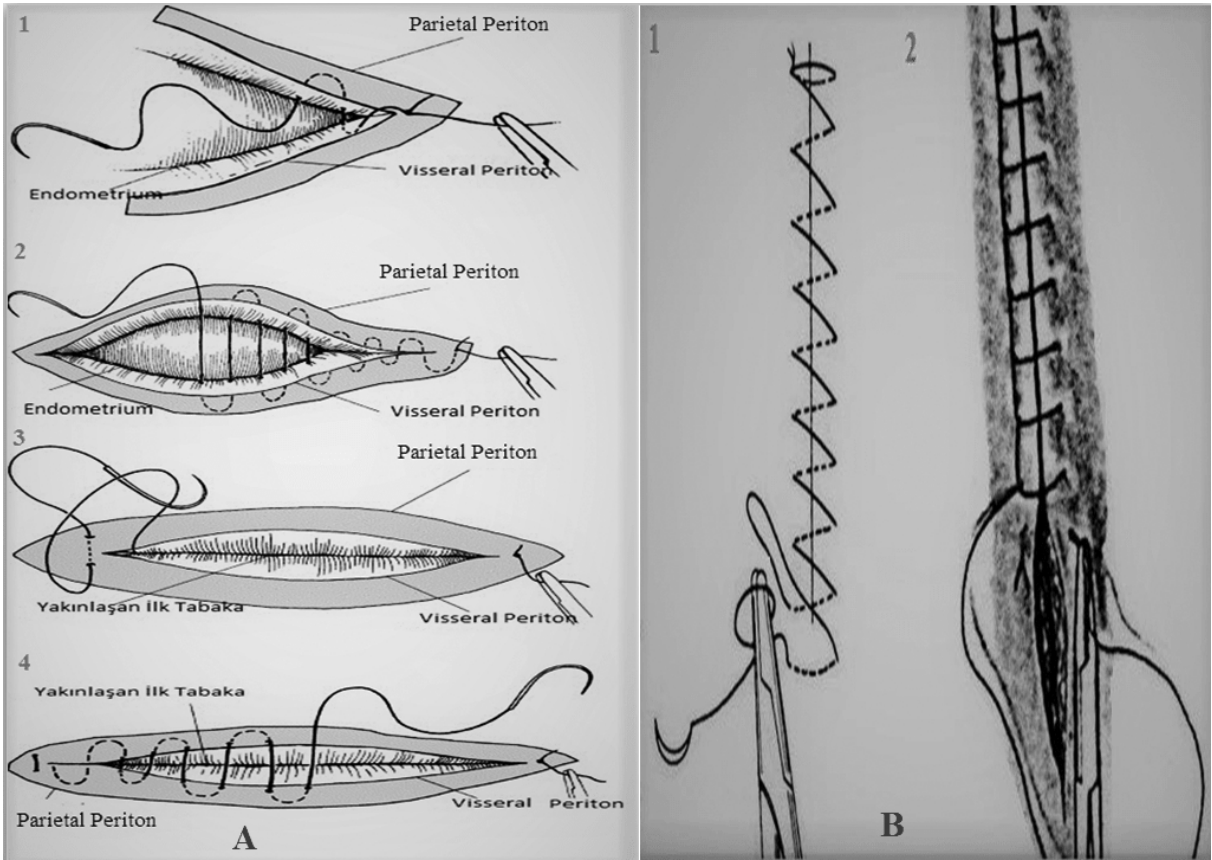 1
Parietal Periton
Visseral Periton
Endometrium
2
Parietal Periton
Endometrium
Visseral Periton
3
Parietal Periton
Yakınlaşan İlk Tabaka
Visseral Periton
4
Yakınlaşan İlk Tabaka
Visseral Periton
Parietal Periton
A
1
2
B